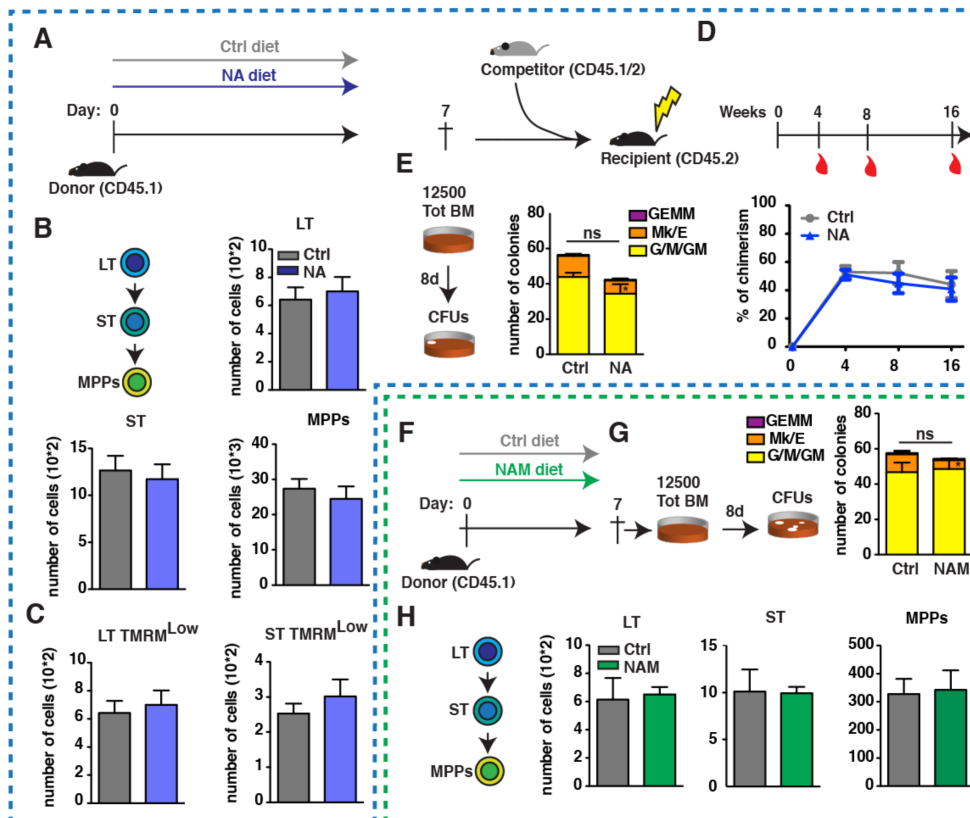 A
Ctrl diet
NA diet
Day: 0
7
Donor (CD45.1)
Competitor (CD45.1/2)
Recipient (CD45.2)
D
Weeks 0 4 8 16
% of chimerism
100
80
60
40
20
0
Ctrl
NA
0 4 8 16
B
LT
ST
MPPs
LT
number of cells (10*2)
10
8
6
4
2
0
Ctrl
NA
ST
number of cells (10*2)
15
10
5
0
MPPs
number of cells (10*3)
40
30
20
10
0
C
LT TMRMLow
number of cells (10*2)
10
8
6
4
2
0
ST TMRMLow
number of cells (10*2)
4
3
2
1
0
E
12500
Tot BM
8d
CFUs
number of colonies
80
60
40
20
0
ns
*
GEMM
Mk/E
G/M/GM
Ctrl NA
F
Ctrl diet
NAM diet
Day: 0
7
Donor (CD45.1)
G
12500
Tot BM
8d
CFUs
GEMM
Mk/E
G/M/GM
number of colonies
80
60
40
20
0
ns
*
Ctrl NAM
H
LT
ST
MPPs
LT
number of cells (10*2)
10
8
6
4
2
0
Ctrl
NAM
ST
15
10
5
0
MPPs
500
400
300
200
100
0